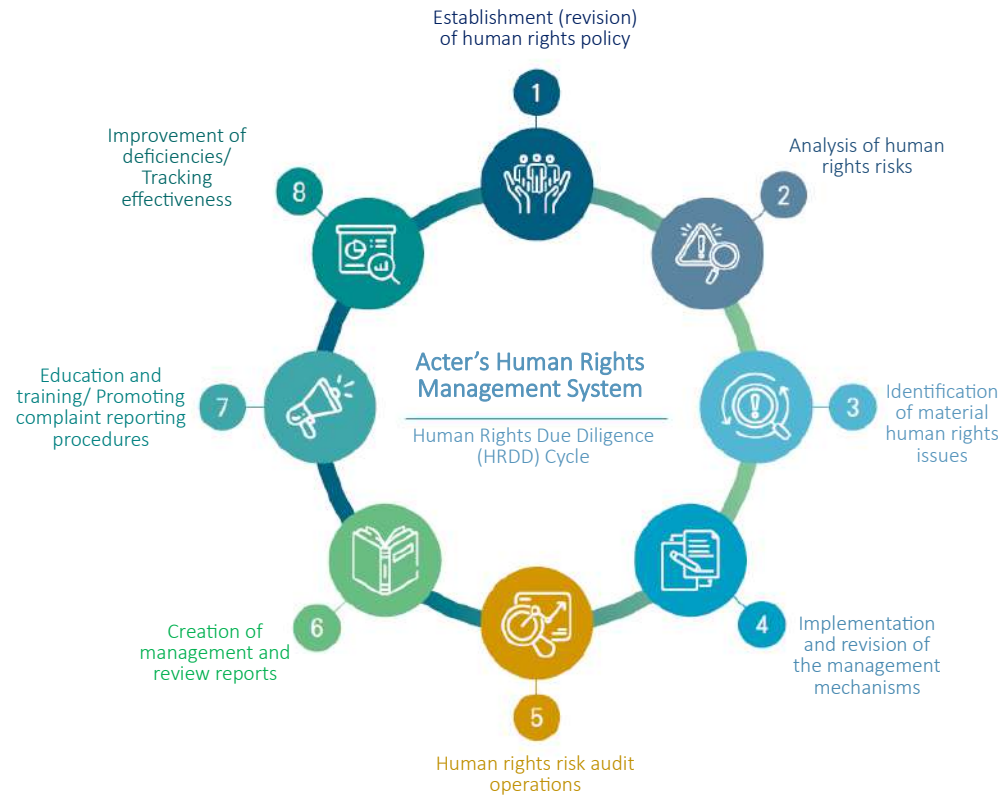 Establishment (revision)
of human rights policy
1
Analysis of human
rights risks
2
Identification
of material
human rights
issues
3
Implementation
and revision of
the management
mechanisms
4
Human rights risk audit
operations
5
Creation of
management and
review reports
6
Education and
training/ Promoting
complaint reporting
procedures
7
Improvement of
deficiencies/
Tracking
effectiveness
8
Acter’s Human Rights
Management System
Human Rights Due Diligence
(HRDD) Cycle